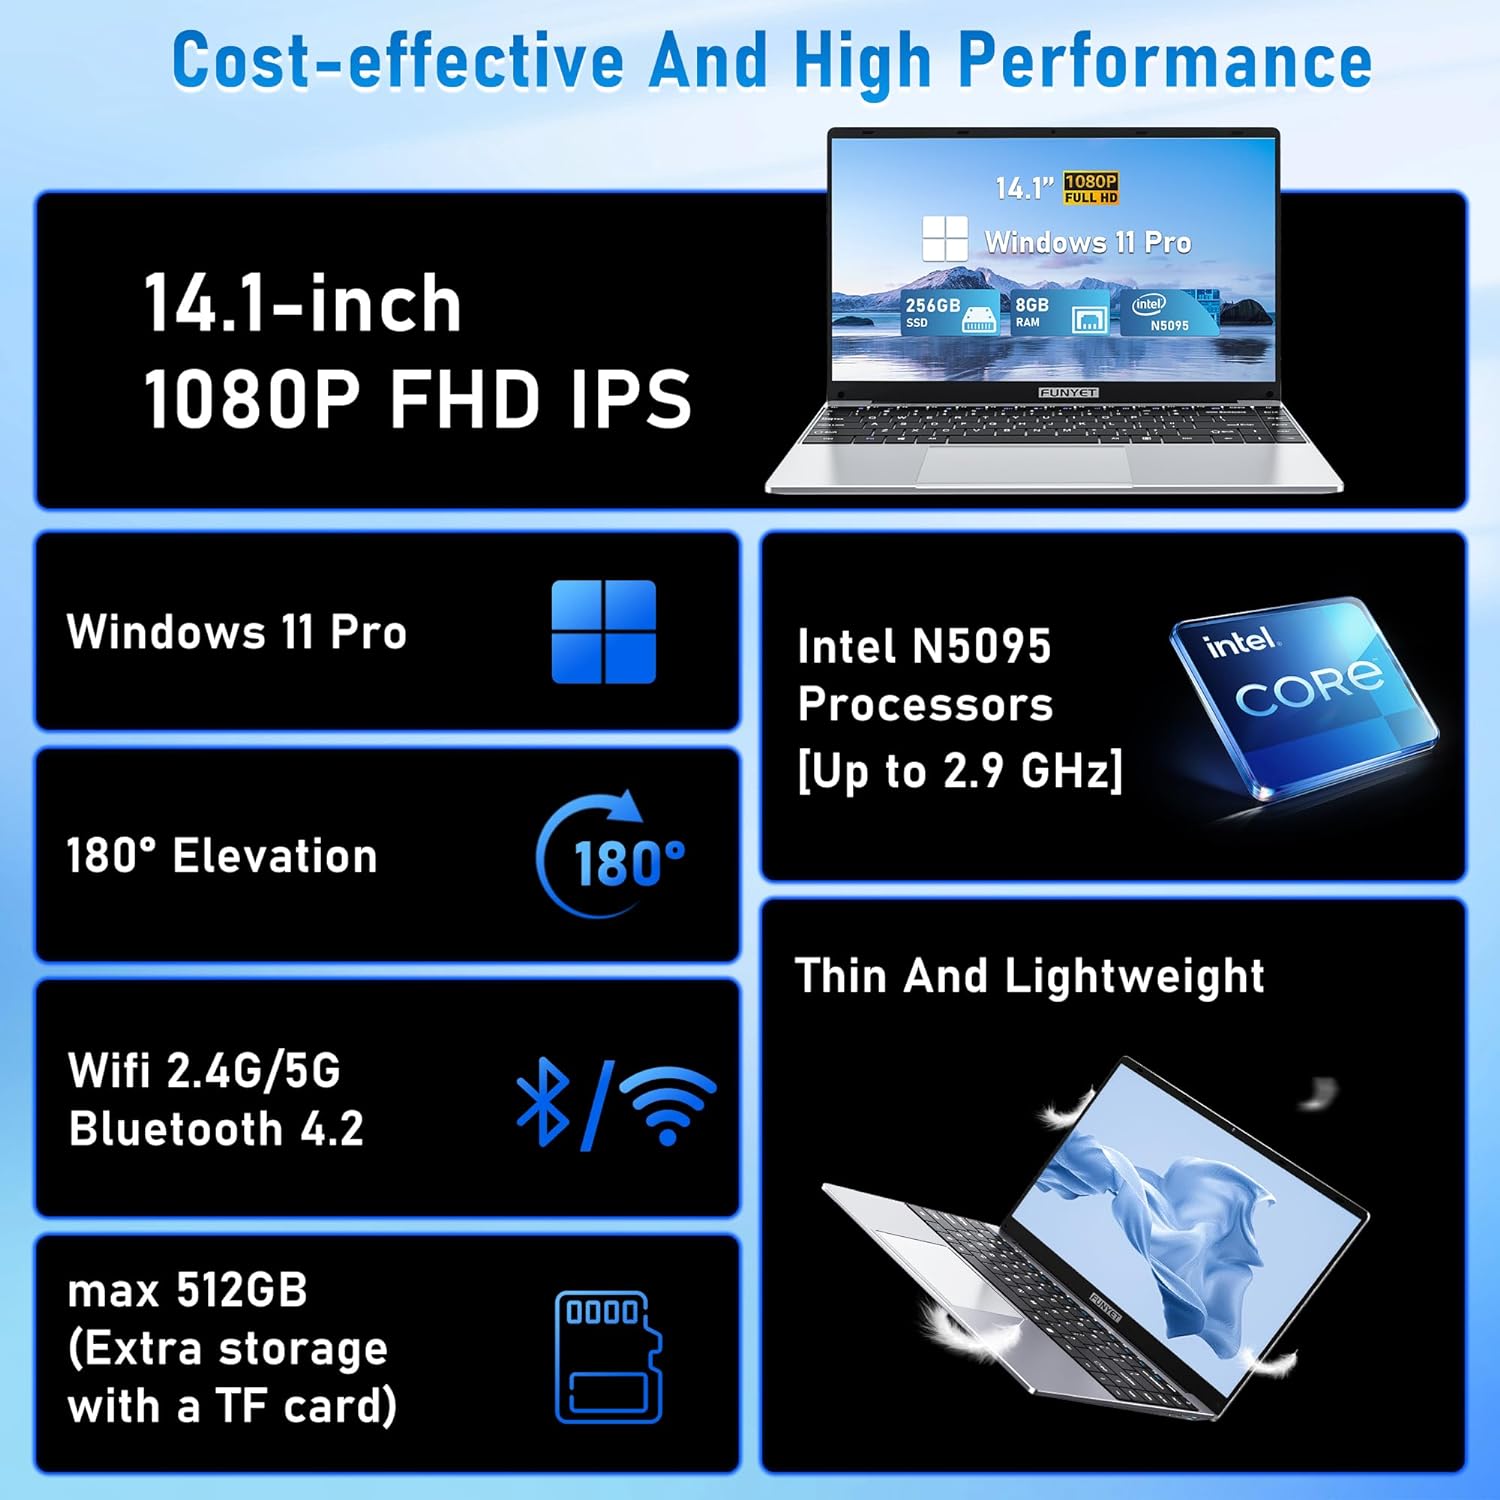 Cost-effective And High Performance
14.1-inch
1080P FHD IPS
14.1”
1080P
FULL HD
Windows 11 Pro
256GB
SSD
8GB
RAM
intel
N5095
FUNYET
Windows 11 Pro
Intel N5095
Processors
[Up to 2.9 GHz]
intel.
CORE™
180° Elevation
180°
Wifi 2.4G/5G
Bluetooth 4.2
Thin And Lightweight
FUNYET
max 512GB
(Extra storage
with a TF card)